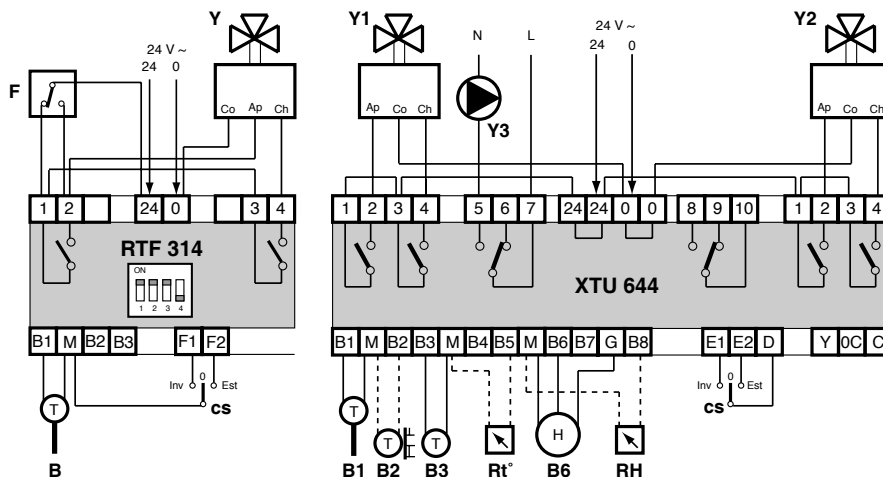 Y Y1 Y2
24 V ~ N L 24 V ~
24 0 24 0
F
Co Ap Ch Ap Co Ch Ap Co Ch
Y3
1 2 24 0 3 4 1 2 3 4 5 6 7 24 24 0 0 8 9 10 1 2 3 4
RTF 314
XTU 644
ON
1 2 3 4
B1 M B2 B3 F1 F2 B1 M B2 B3 M B4 B5 M B6 B7 G B8 E1 E2 D Y 0C C
Inv 0 Est Inv 0 Est
cs cs
T T T T H
B B1 B2 B3 Rt° B6 RH